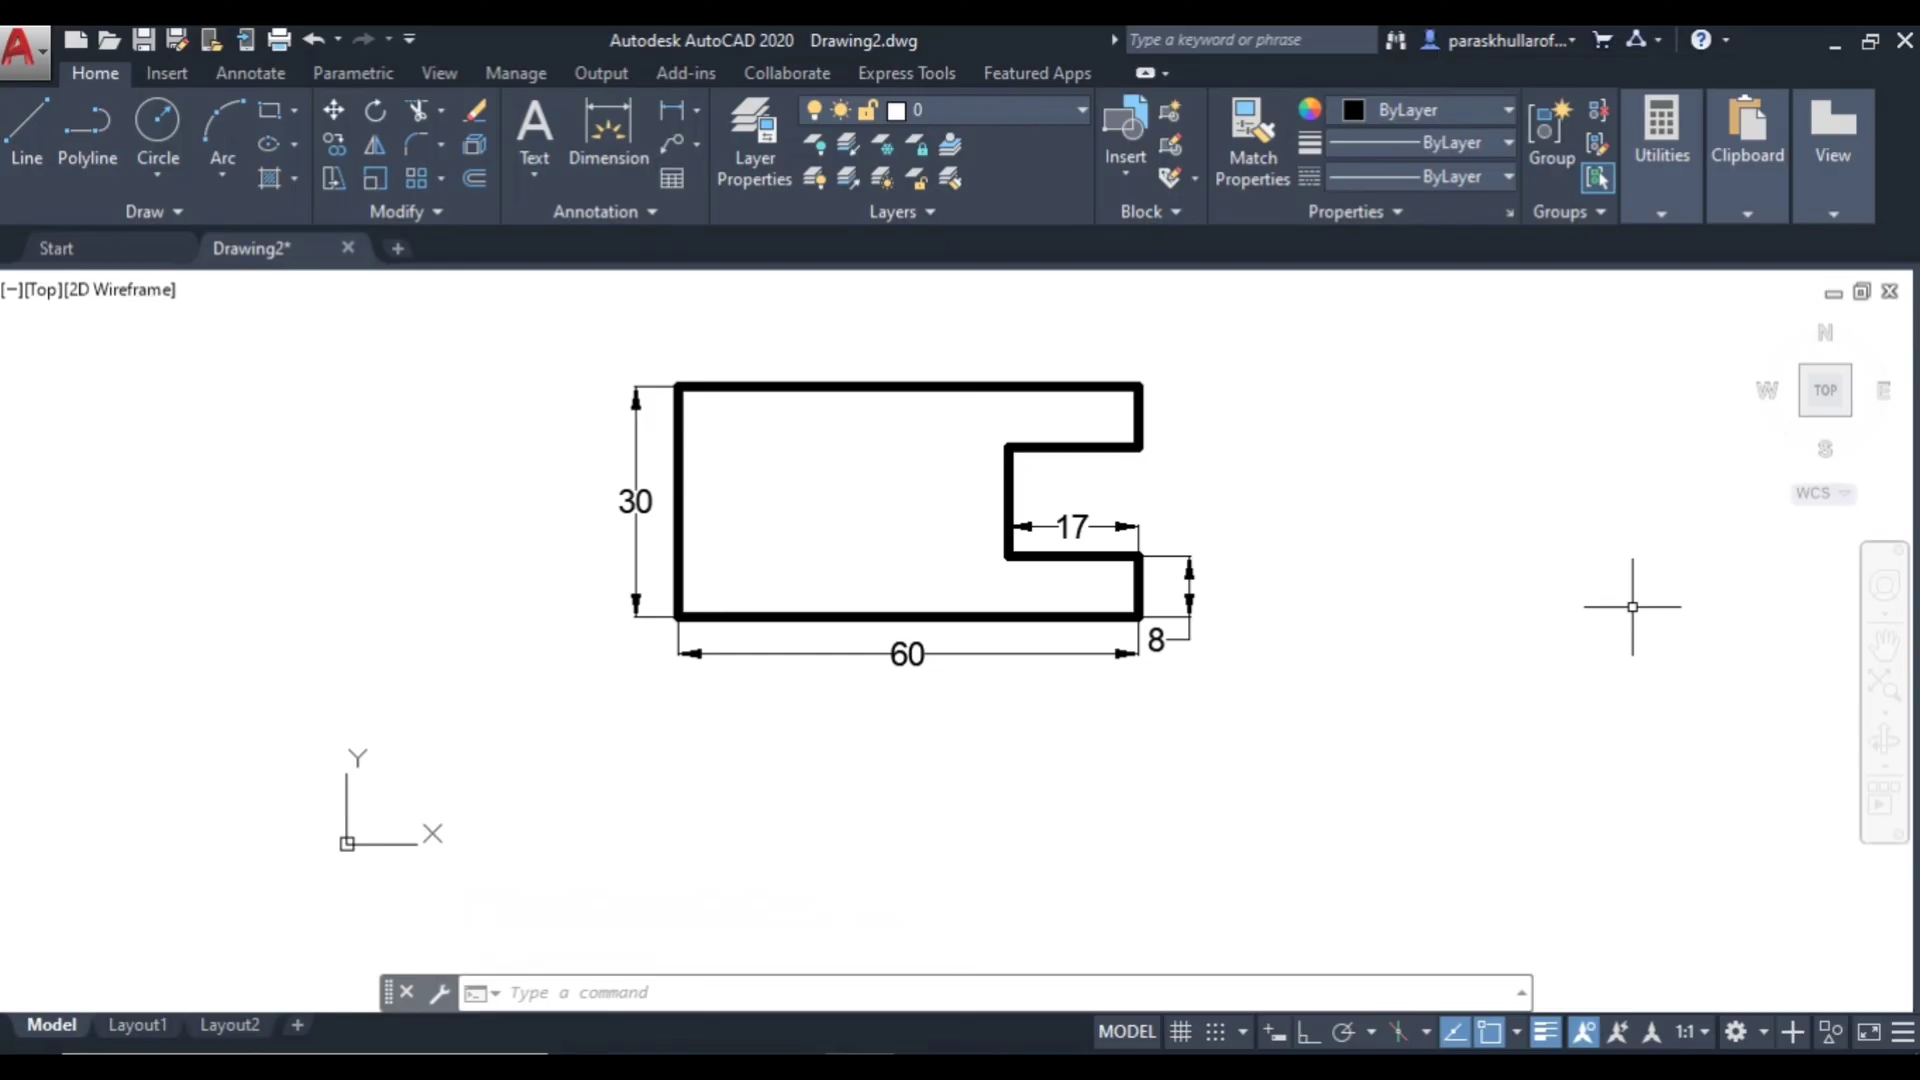 Autodesk AutoCAD 2020 Drawing2.dwg
Type a keyword or phrase
paraskhullarof...
Home Insert Annotate Parametric View Manage Output Add-ins Collaborate Express Tools Featured Apps
0
ByLayer
ByLayer
ByLayer
Line Polyline Circle Arc
Text Dimension
Layer Properties
Insert
Match Properties
Group
Utilities Clipboard View
Draw Modify Annotation Layers Block Properties Groups
Start Drawing2*
[−][Top][2D Wireframe]
N
W TOP E
S
WCS
30
17
8
60
Y
X
Type a command
Model Layout1 Layout2
MODEL
1:1